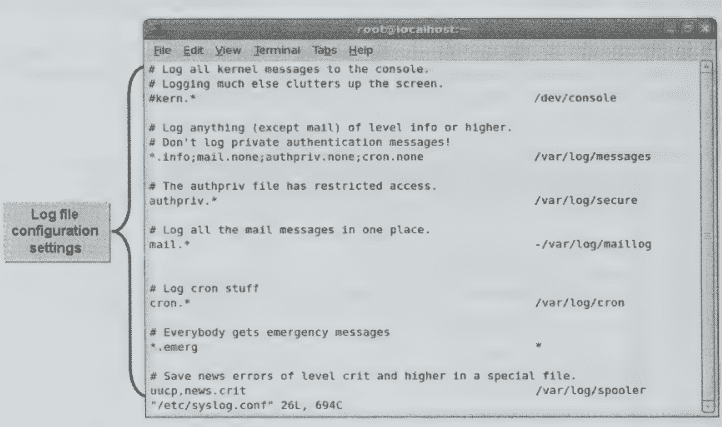 root@localhost:~
File Edit View Terminal Tabs Help
# Log all kernel messages to the console.
# Logging much else clutters up the screen.
#kern.* /dev/console
# Log anything (except mail) of level info or higher.
# Don't log private authentication messages!
*.info;mail.none;authpriv.none;cron.none /var/log/messages
# The authpriv file has restricted access.
authpriv.* /var/log/secure
# Log all the mail messages in one place.
mail.* -/var/log/maillog
# Log cron stuff
cron.* /var/log/cron
# Everybody gets emergency messages
*.emerg *
# Save news errors of level crit and higher in a special file.
uucp,news.crit /var/log/spooler
"/etc/syslog.conf" 26L, 694C
Log file
configuration
settings